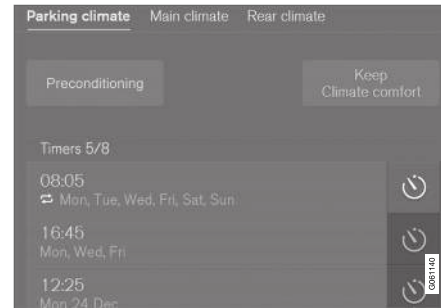 Parking climate Main climate Rear climate
Preconditioning
Keep
Climate comfort
Timers 5/8
08:05
Mon, Tue, Wed, Fri, Sat, Sun
16:45
Mon, Wed, Fri
12:25
Mon 24 Dec
G061140